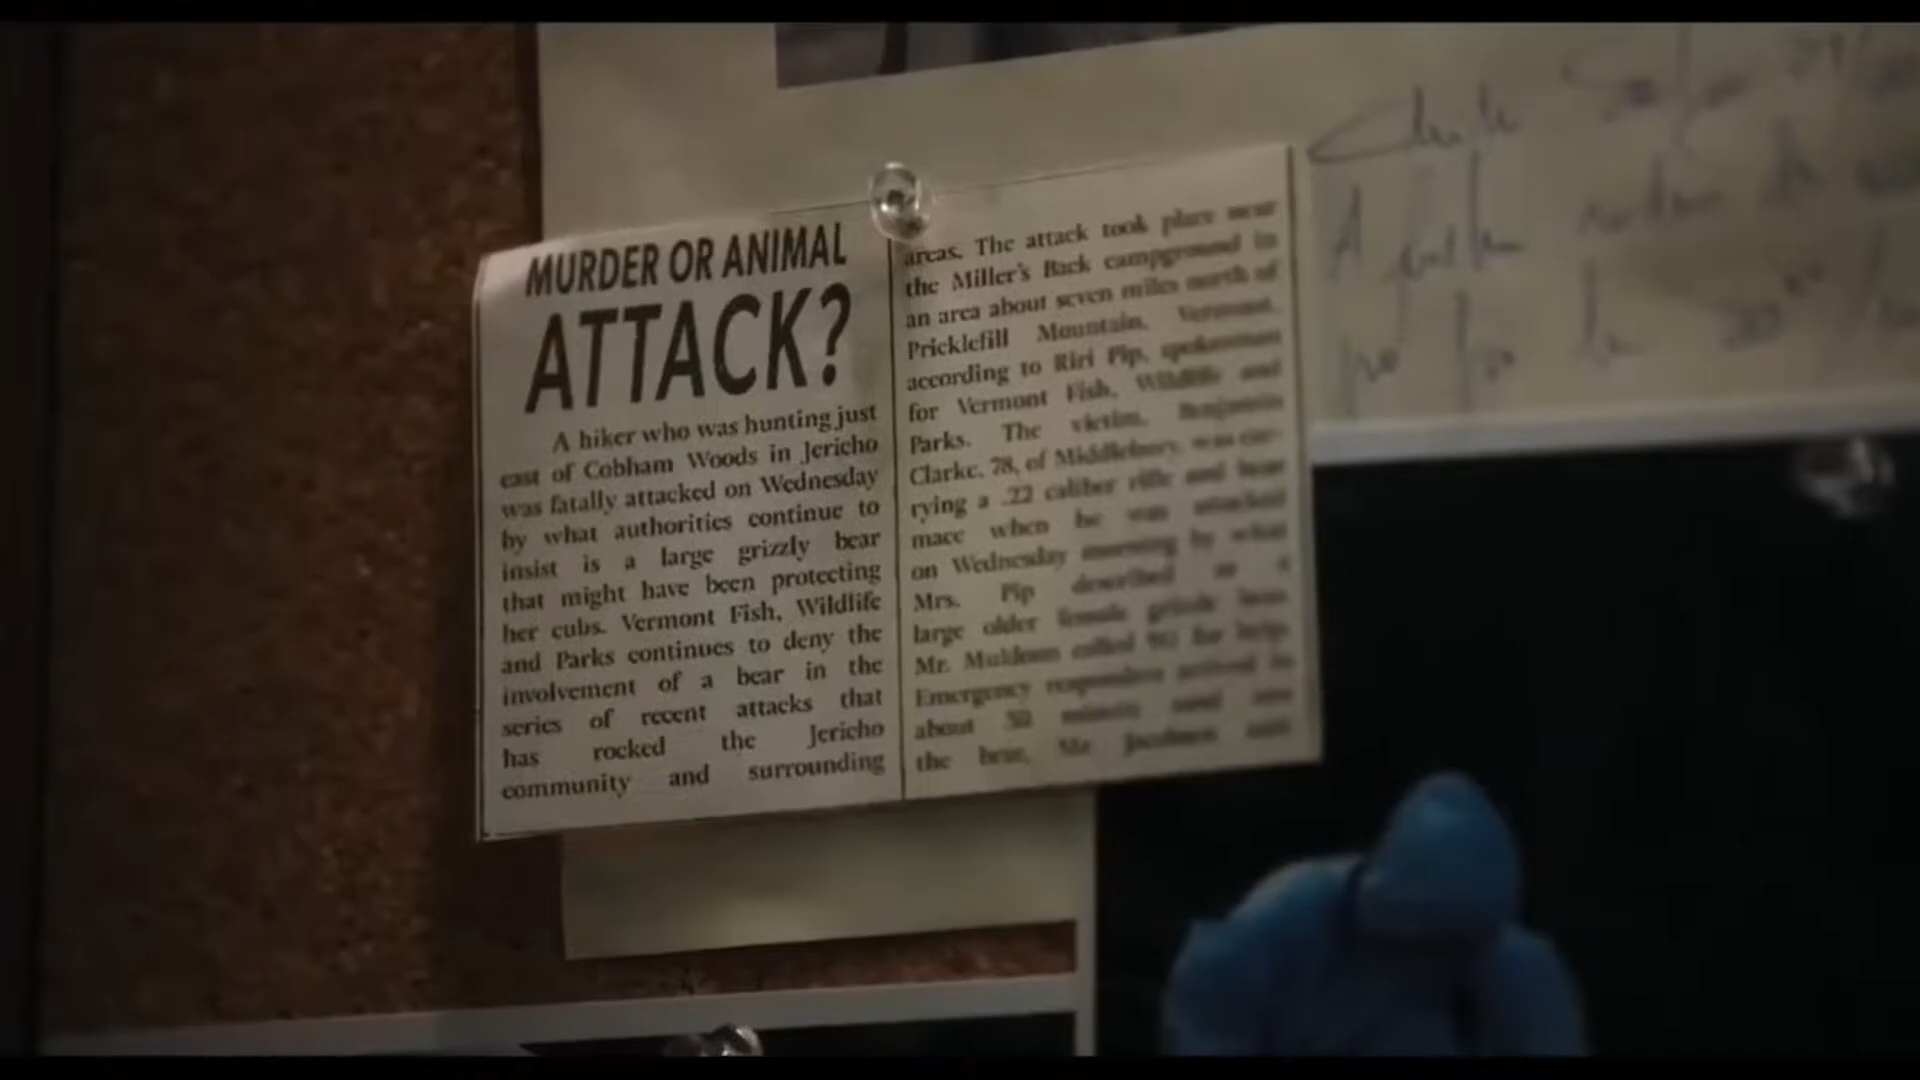 MURDER OR ANIMAL
ATTACK?
A hiker who was hunting just
east of Cobham Woods in Jericho
was fatally attacked on Wednesday
by what authorities continue to
insist is a large grizzly bear
that might have been protecting
her cubs. Vermont Fish, Wildlife
and Parks continues to deny the
involvement of a bear in the
series of recent attacks that
has rocked the Jericho
community and surrounding
areas. The attack took place near
the Miller's Back campground in
an area about seven miles north of
Pricklefill Mountain, Vermont,
according to Riri Pip, spokesman
for Vermont Fish, Wildlife and
Parks. The victim, Benjamin
Clarke, 78, of Middlebury, was car-
rying a .22 caliber rifle and bear
mace when he was attacked
on Wednesday morning by what
Mrs. Pip described as a
large older female grizzly bear.
Mr. Muldoon called 911 for help.
Emergency responders arrived in
about 30 minutes
the bear, Mr. Jacobsen said